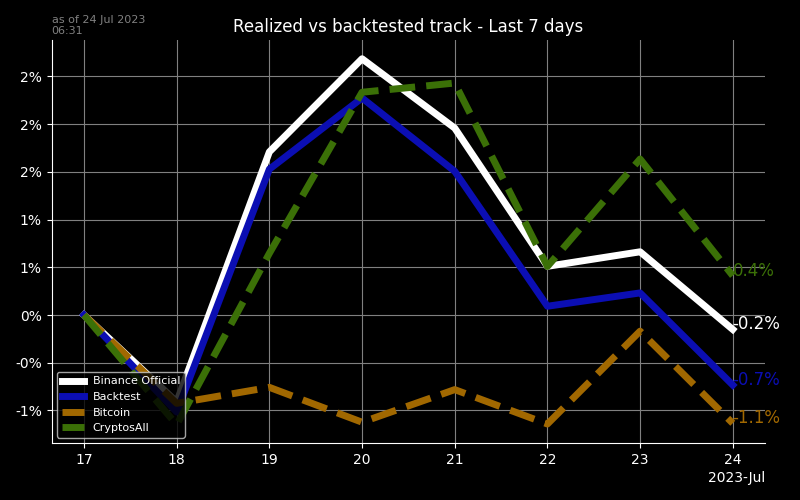 as of 24 Jul 2023
06:31
Realized vs backtested track - Last 7 days
2%
2%
2%
1%
1%
0%
-0%
-1%
0.4%
-0.2%
-0.7%
-1.1%
Binance Official
Backtest
Bitcoin
CryptosAll
17 18 19 20 21 22 23 24
2023-Jul